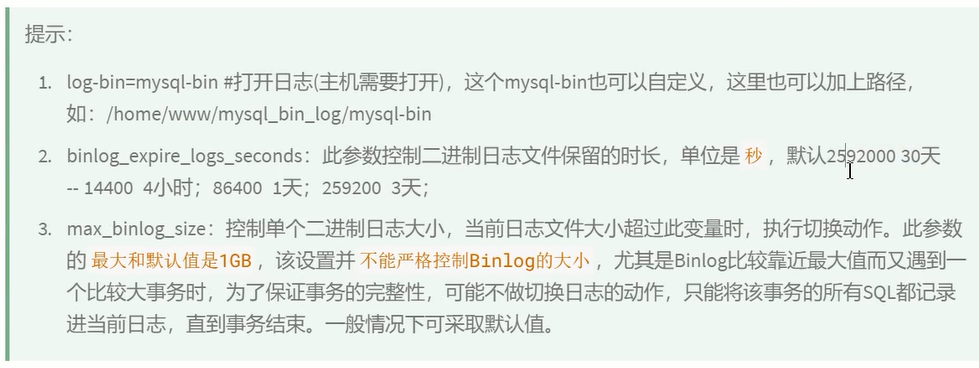 提示：
1. log-bin=mysql-bin #打开日志(主机需要打开)，这个mysql-bin也可以自定义，这里也可以加上路径，
如：/home/www/mysql_bin_log/mysql-bin
2. binlog_expire_logs_seconds：此参数控制二进制日志文件保留的时长，单位是 秒 ，默认2592000 30天
-- 14400 4小时；86400 1天；259200 3天；
3. max_binlog_size：控制单个二进制日志大小，当前日志文件大小超过此变量时，执行切换动作。此参数
的 最大和默认值是1GB ，该设置并 不能严格控制Binlog的大小 ，尤其是Binlog比较靠近最大值而又遇到一
个比较大事务时，为了保证事务的完整性，可能不做切换日志的动作，只能将该事务的所有SQL都记录
进当前日志，直到事务结束。一般情况下可采取默认值。